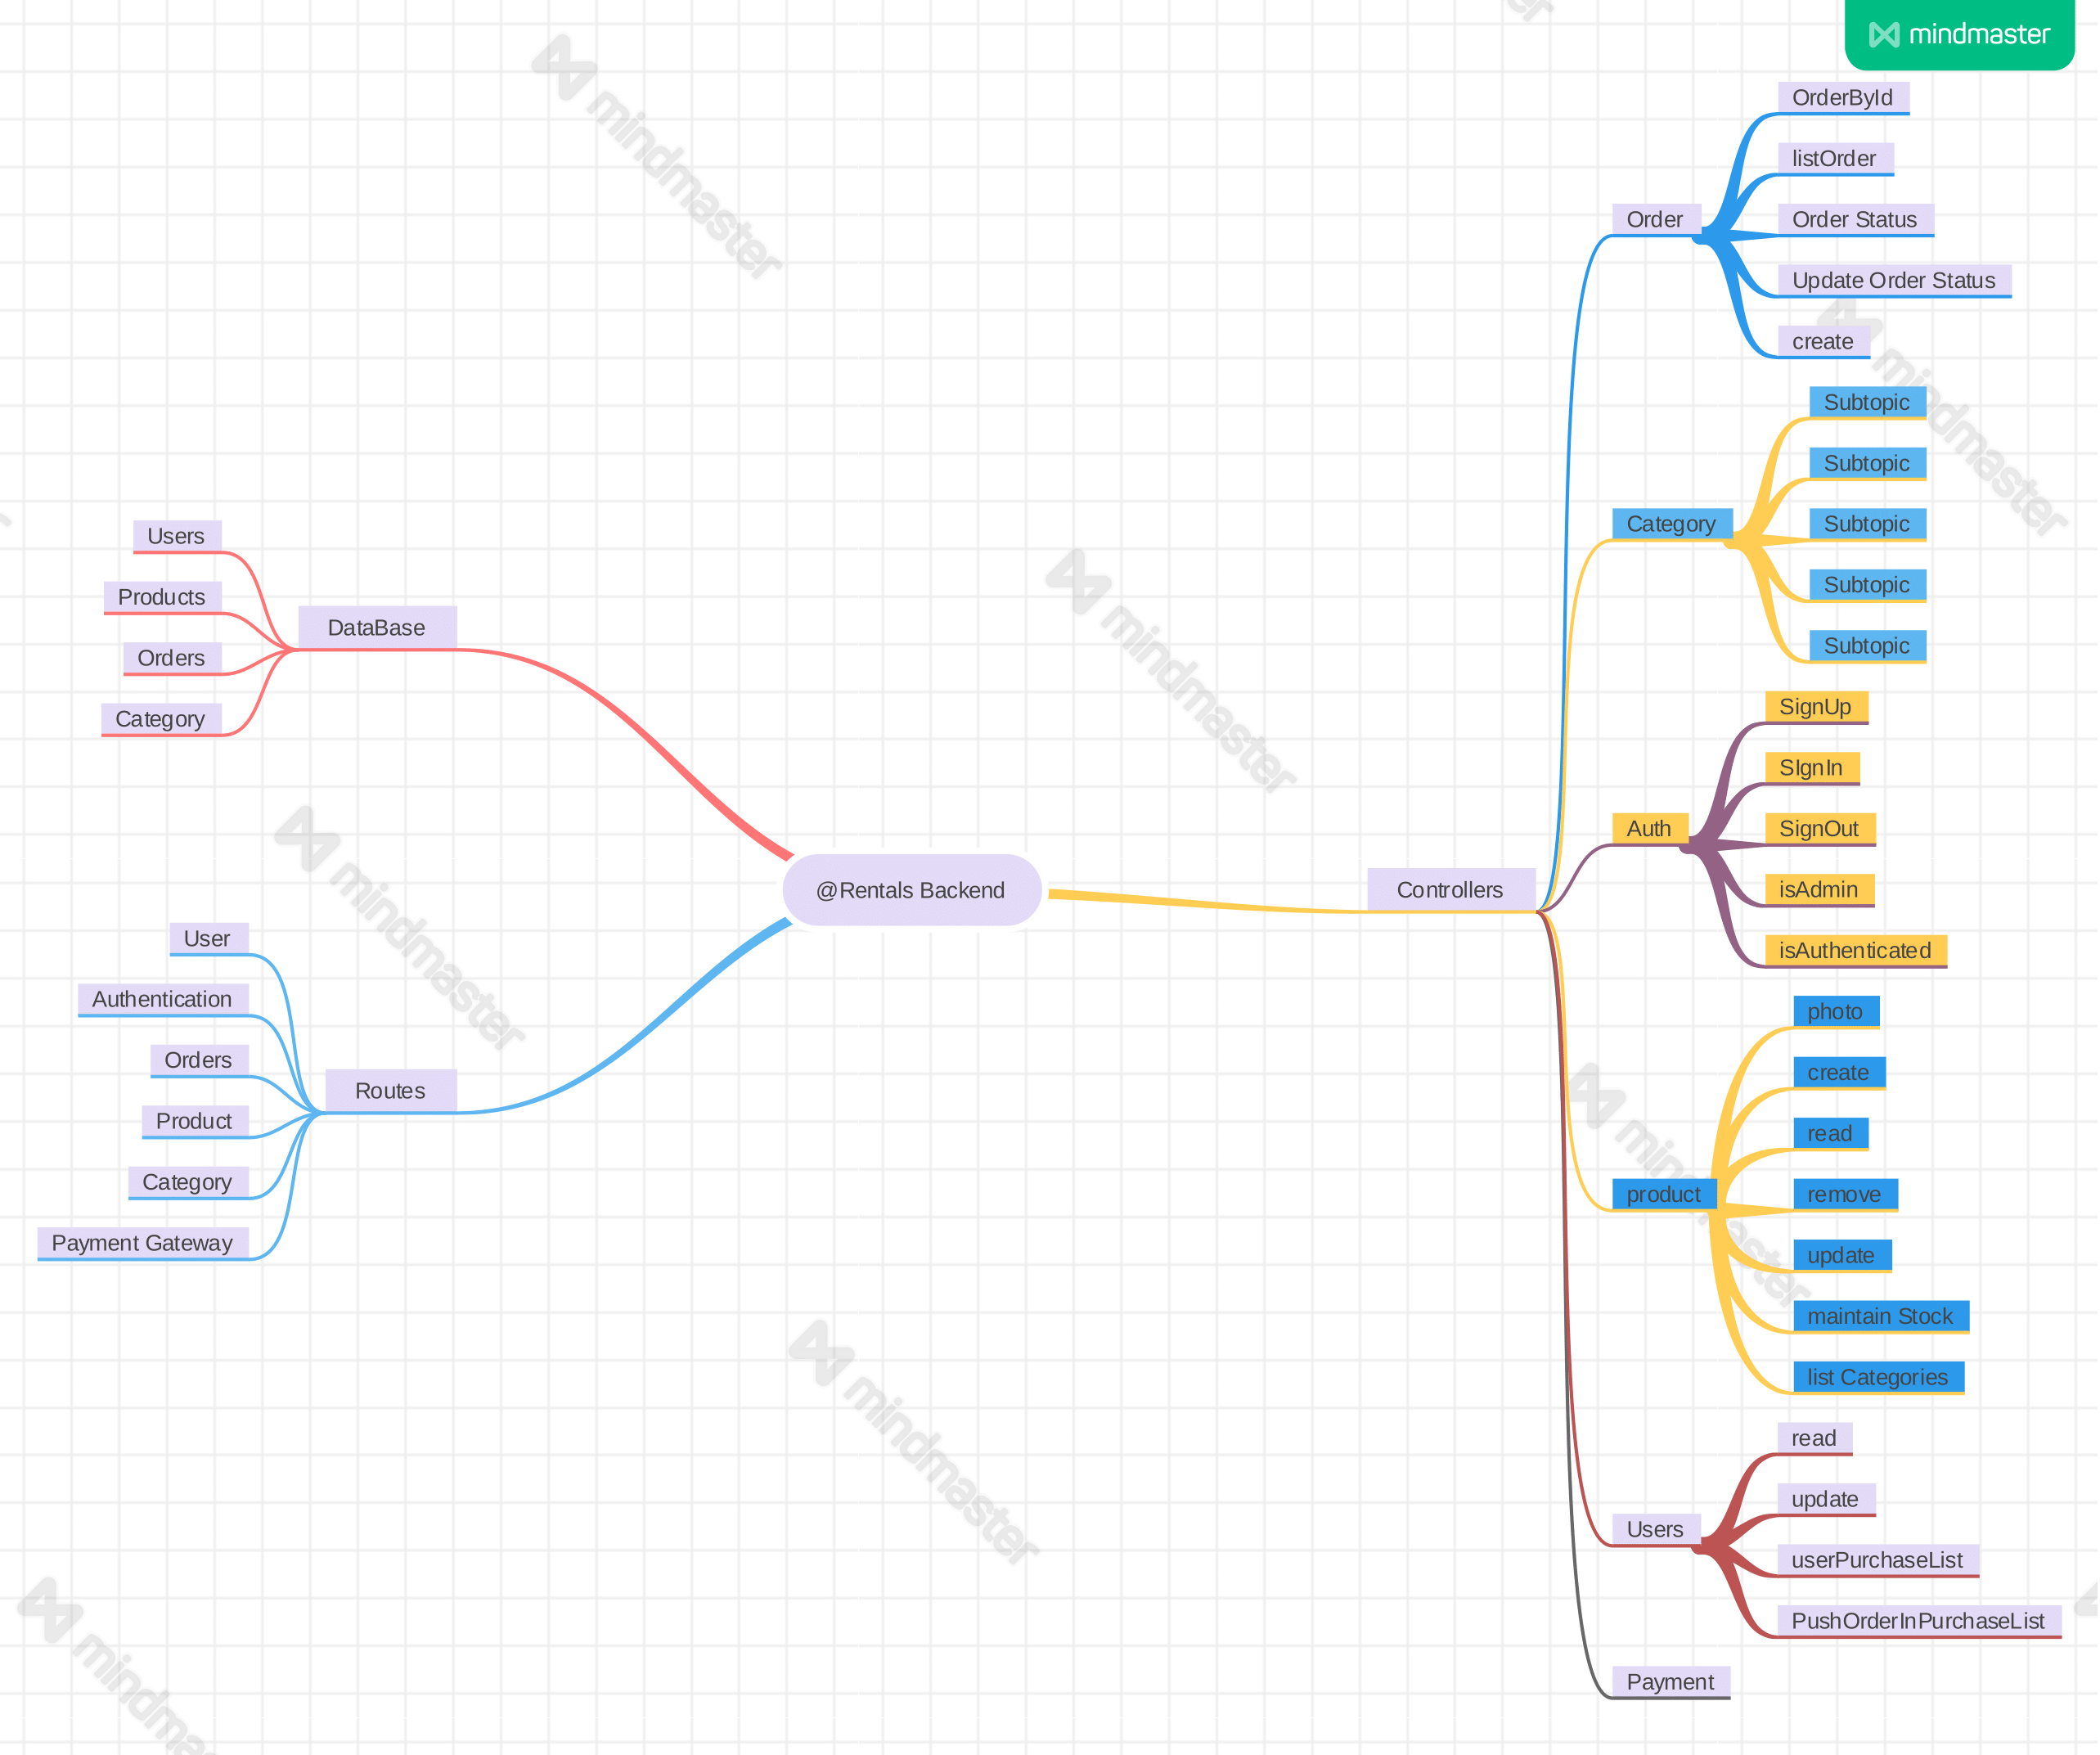 mindmaster
@Rentals Backend
DataBase
Users
Products
Orders
Category
Routes
User
Authentication
Orders
Product
Category
Payment Gateway
Controllers
Order
OrderById
listOrder
Order Status
Update Order Status
create
Category
Subtopic
Subtopic
Subtopic
Subtopic
Subtopic
Auth
SignUp
SIgnIn
SignOut
isAdmin
isAuthenticated
product
photo
create
read
remove
update
maintain Stock
list Categories
Users
read
update
userPurchaseList
PushOrderInPurchaseList
Payment
mindmaster
mindmaster
mindmaster
mindmaster
mindmaster
mindmaster
mindmaster